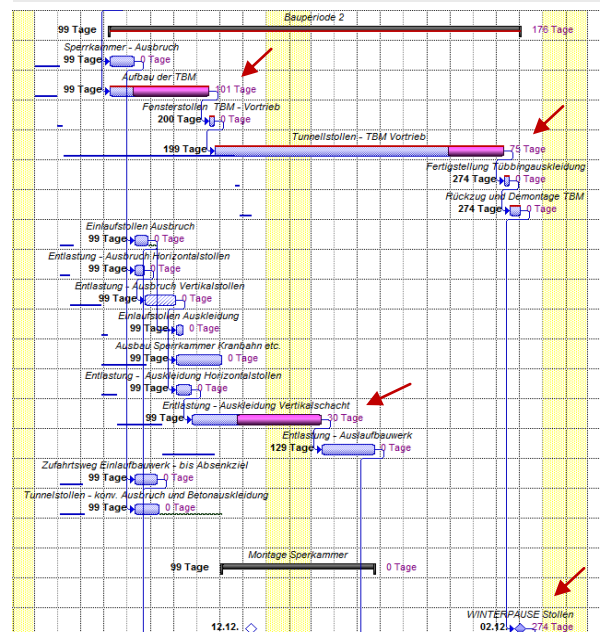 Bauperiode 2
99 Tage 176 Tage
Sperrkammer - Ausbruch
99 Tage 0 Tage
Aufbau der TBM
99 Tage 101 Tage
Fensterstollen TBM - Vortrieb
200 Tage 0 Tage
Tunnellstollen - TBM Vortrieb
199 Tage 75 Tage
Fertigstellung Tübbingauskleidung
274 Tage 0 Tage
Rückzug und Demontage TBM
274 Tage 0 Tage
Einlaufstollen Ausbruch
99 Tage 0 Tage
Entlastung - Ausbruch Horizontalstollen
99 Tage 0 Tage
Entlastung - Ausbruch Vertikalstollen
99 Tage 0 Tage
Einlaufstollen Auskleidung
99 Tage 0 Tage
Ausbau Sperrkammer Kranbahn etc.
99 Tage 0 Tage
Entlastung - Auskleidung Horizontalstollen
99 Tage 0 Tage
Entlastung - Auskleidung Vertikalschacht
99 Tage 30 Tage
Entlastung - Auslaufbauwerk
129 Tage 0 Tage
Zufahrtsweg Einlaufbauwerk - bis Absenkziel
99 Tage 0 Tage
Tunnelstollen - konv. Ausbruch und Betonauskleidung
99 Tage 0 Tage
Montage Sperkammer
99 Tage 0 Tage
WINTERPAUSE Stollen
12.12. 02.12. 274 Tage